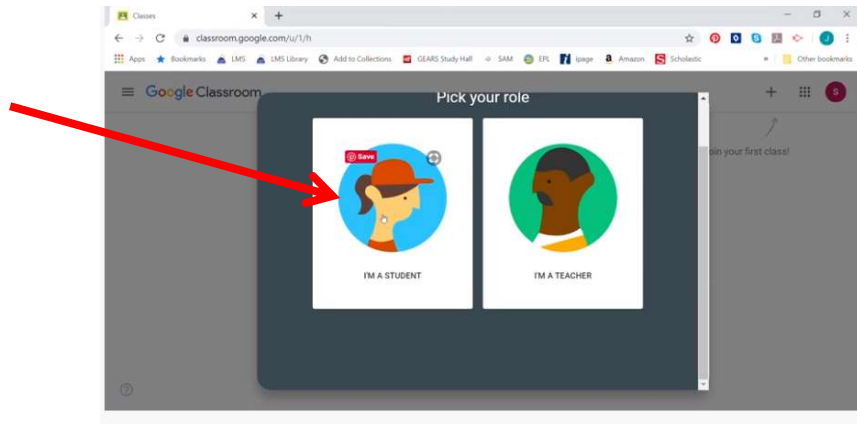 Classes
classroom.google.com/u/1/h
Apps Bookmarks LMS LMS Library Add to Collections GEARS Study Hall SAM EFL ipage Amazon Scholastic Other bookmarks
Google Classroom
Pick your role
oin your first class!
Save
I'M A STUDENT
I'M A TEACHER